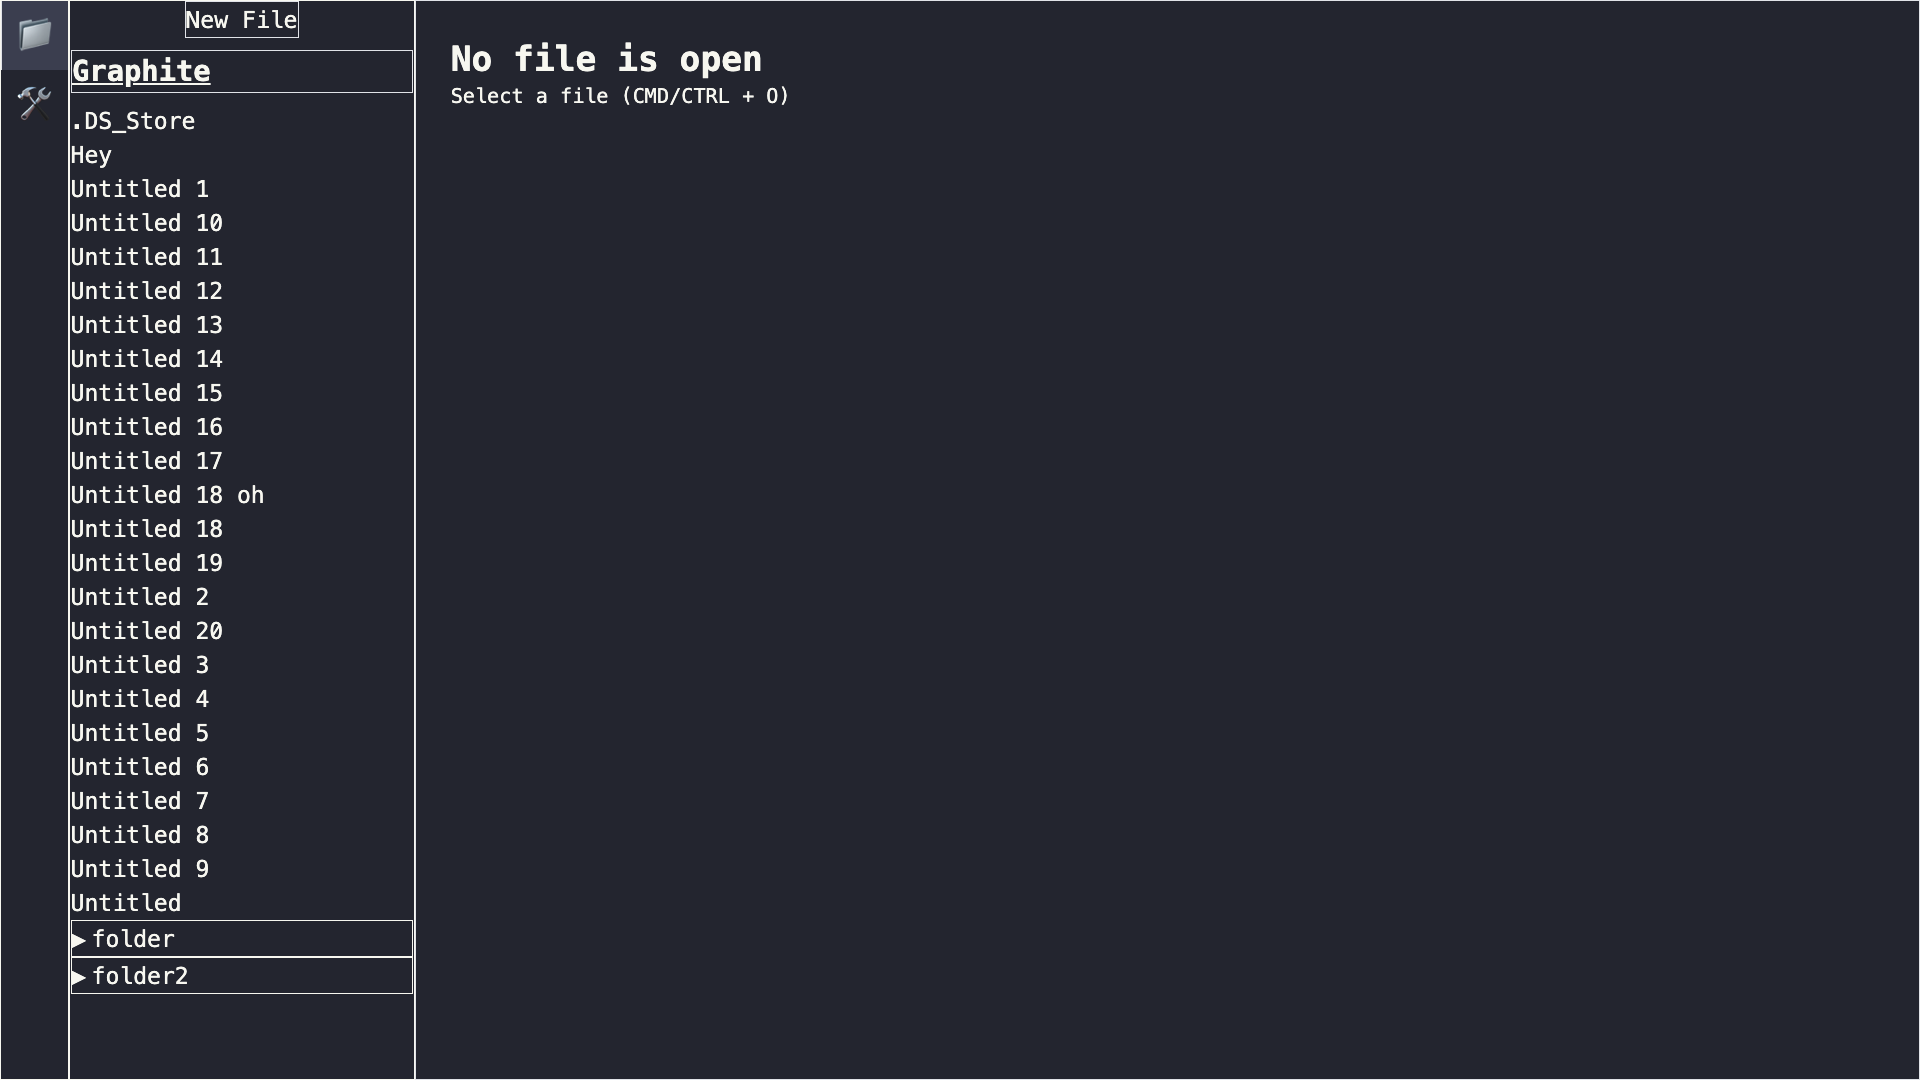 New File
Graphite
.DS_Store
Hey
Untitled 1
Untitled 10
Untitled 11
Untitled 12
Untitled 13
Untitled 14
Untitled 15
Untitled 16
Untitled 17
Untitled 18 oh
Untitled 18
Untitled 19
Untitled 2
Untitled 20
Untitled 3
Untitled 4
Untitled 5
Untitled 6
Untitled 7
Untitled 8
Untitled 9
Untitled
▶ folder
▶ folder2
No file is open
Select a file (CMD/CTRL + O)